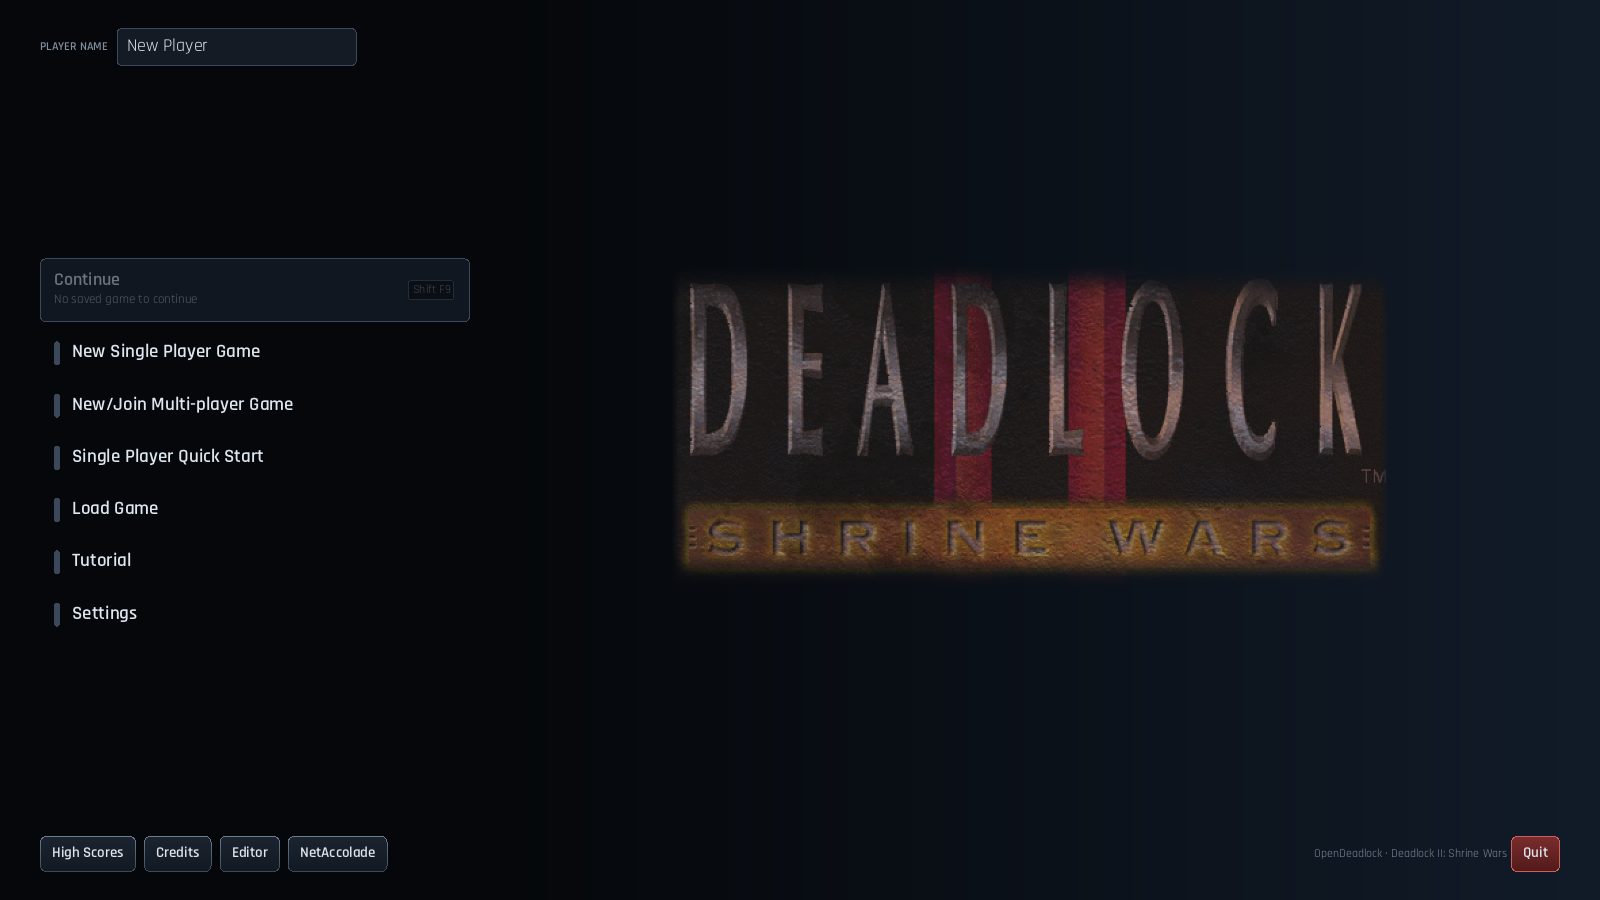 PLAYER NAME
New Player
Continue
No saved game to continue
Shift F9
New Single Player Game
New/Join Multi-player Game
Single Player Quick Start
Load Game
Tutorial
Settings
DEADLOCK
TM
SHRINE WARS
High Scores
Credits
Editor
NetAccolade
OpenDeadlock · Deadlock II: Shrine Wars
Quit